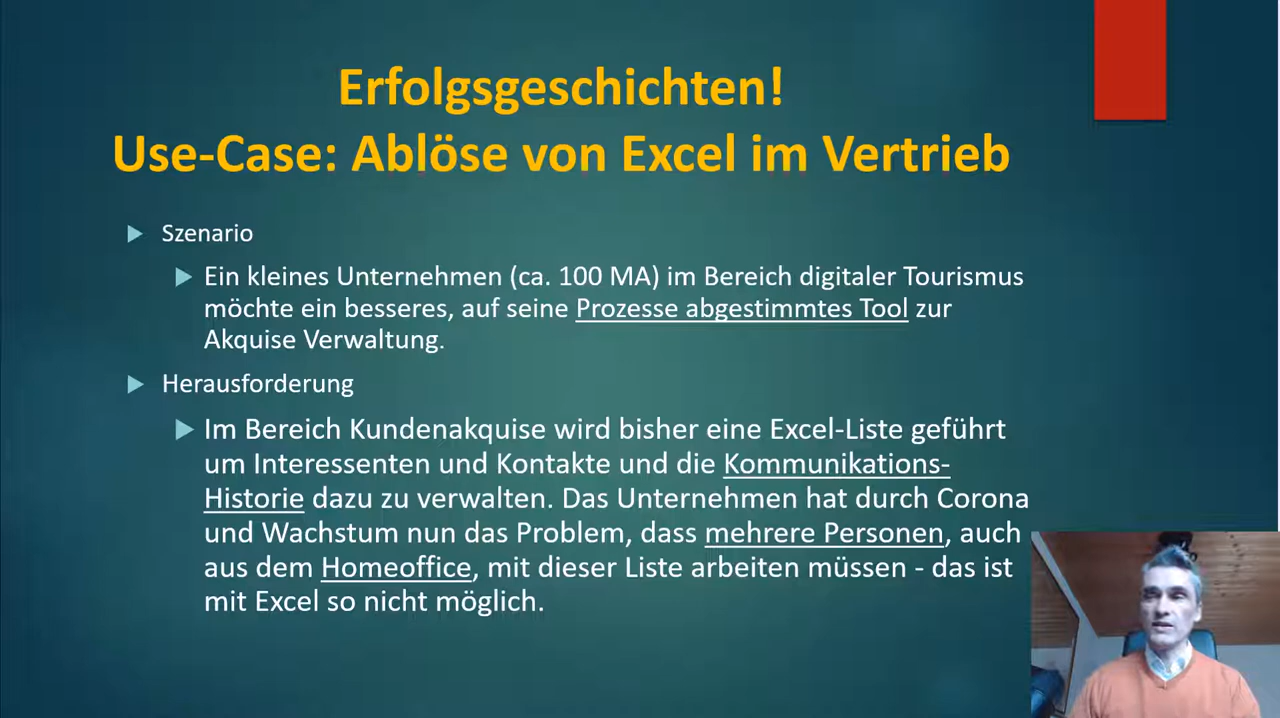 Erfolgsgeschichten!
Use-Case: Ablöse von Excel im Vertrieb
Szenario
Ein kleines Unternehmen (ca. 100 MA) im Bereich digitaler Tourismus
möchte ein besseres, auf seine Prozesse abgestimmtes Tool zur
Akquise Verwaltung.
Herausforderung
Im Bereich Kundenakquise wird bisher eine Excel-Liste geführt
um Interessenten und Kontakte und die Kommunikations-
Historie dazu zu verwalten. Das Unternehmen hat durch Corona
und Wachstum nun das Problem, dass mehrere Personen, auch
aus dem Homeoffice, mit dieser Liste arbeiten müssen - das ist
mit Excel so nicht möglich.